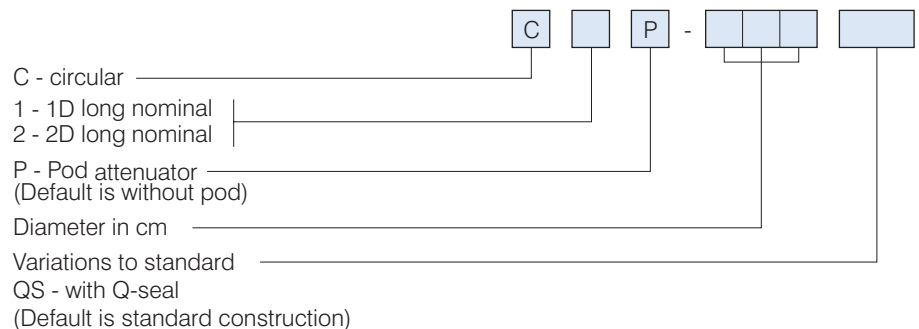 C P -
C - circular
1 - 1D long nominal
2 - 2D long nominal
P - Pod attenuator
(Default is without pod)
Diameter in cm
Variations to standard
QS - with Q-seal
(Default is standard construction)